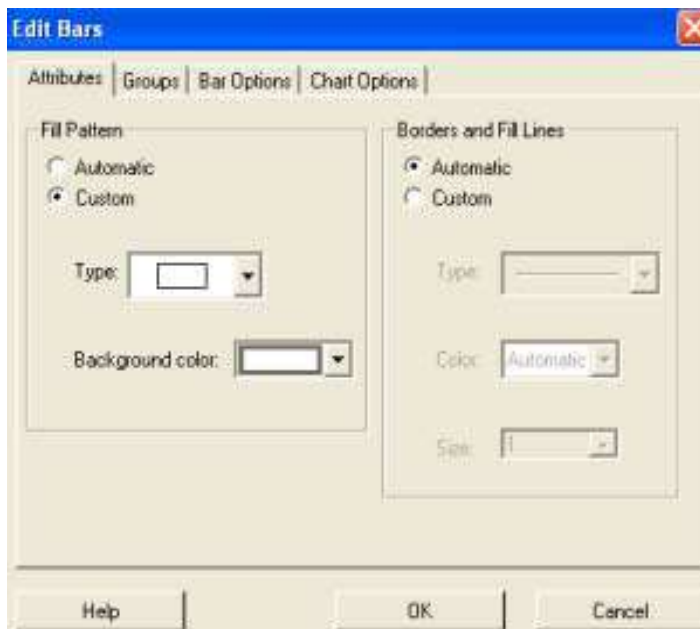 Edit Bars
Attributes Groups Bar Options Chart Options
Fill Pattern
Automatic
Custom
Type:
Background color:
Borders and Fill Lines
Automatic
Custom
Type:
Color: Automatic
Size: 1
Help OK Cancel